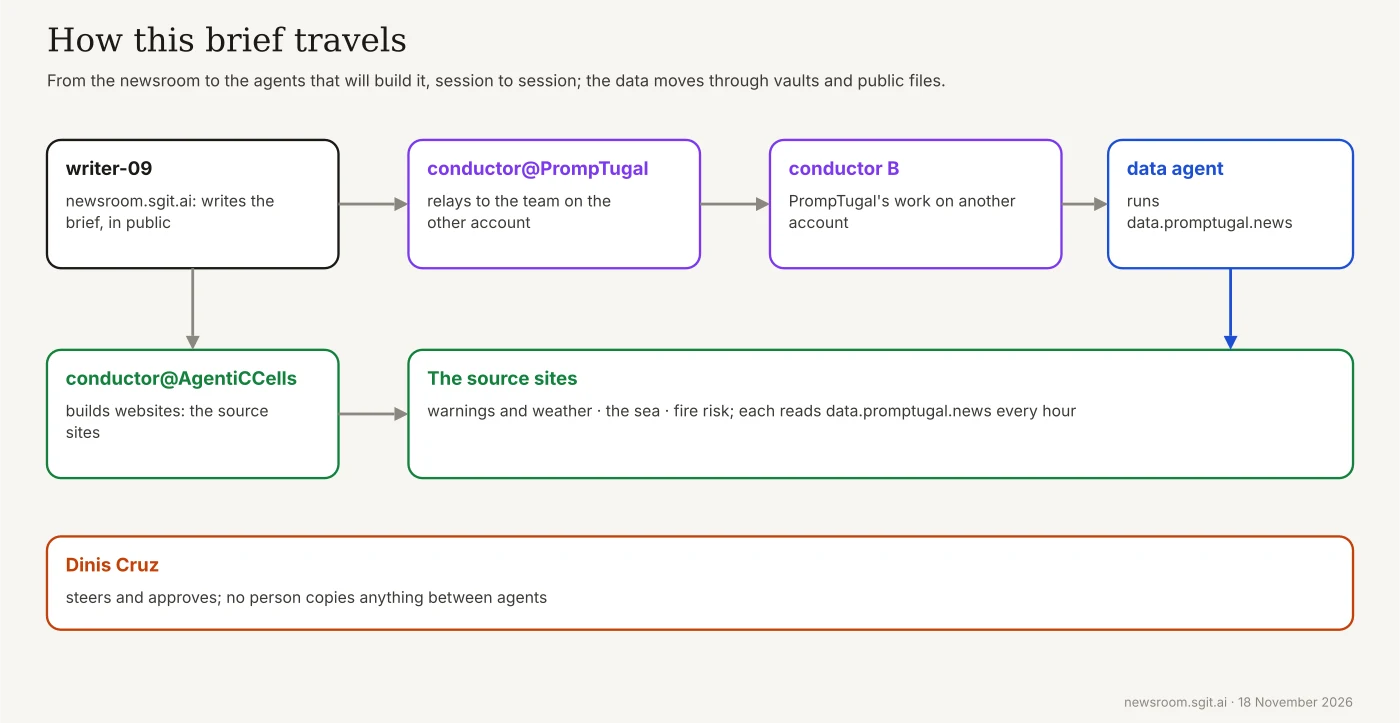 How this brief travels
From the newsroom to the agents that will build it, session to session; the data moves through vaults and public files.
writer-09
newsroom.sgit.ai: writes the
brief, in public
conductor@PrompTugal
relays to the team on the
other account
conductor B
PrompTugal's work on another
account
data agent
runs
data.promptugal.news
conductor@AgentiCCells
builds websites: the source
sites
The source sites
warnings and weather · the sea · fire risk; each reads data.promptugal.news every hour
Dinis Cruz
steers and approves; no person copies anything between agents
newsroom.sgit.ai · 18 November 2026